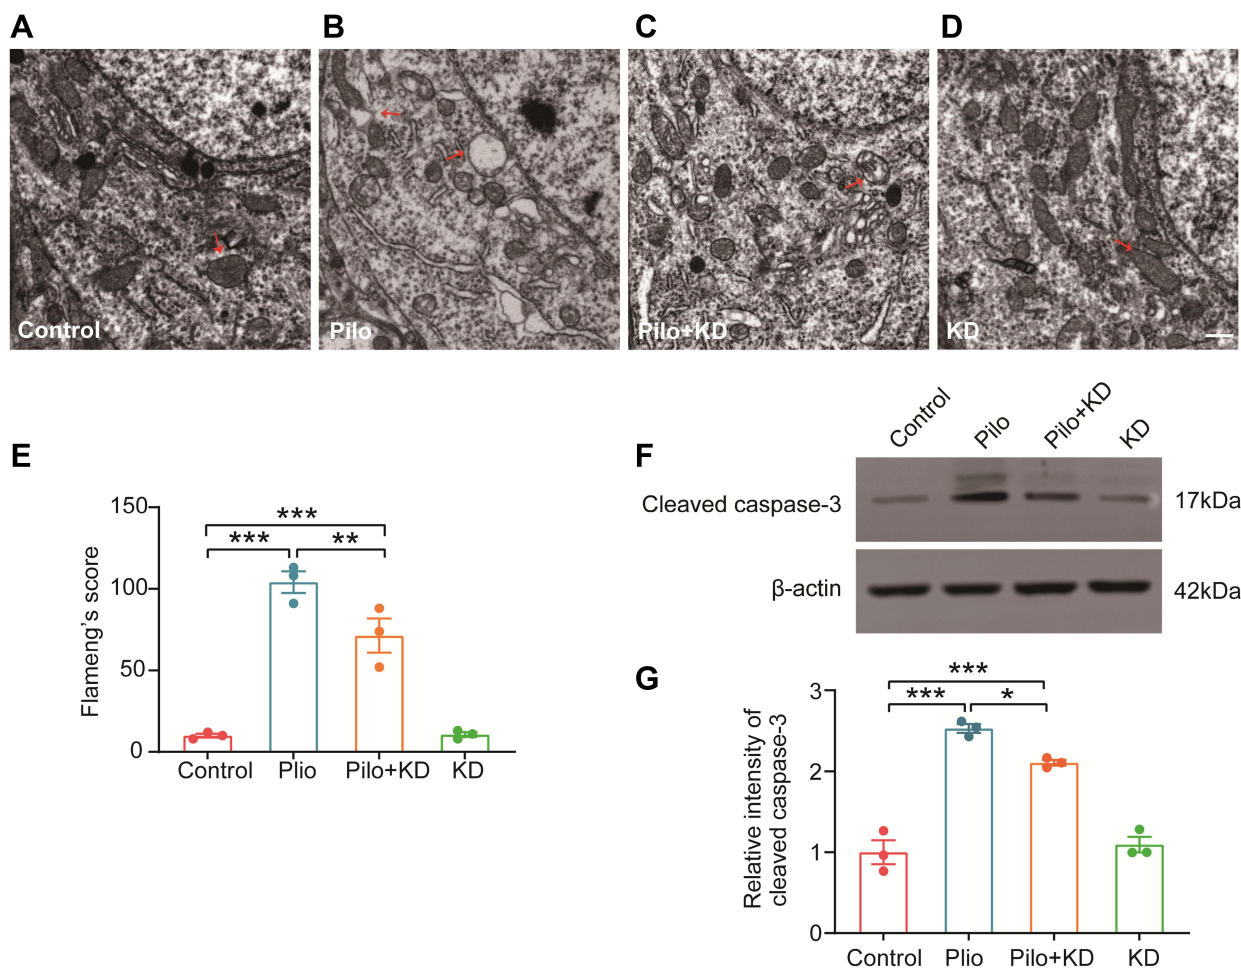 A
B
C
D
Control
Pilo
Pilo+KD
KD
E
150
100
50
0
Flameng's score
***
***
**
Control
Plio
Pilo+KD
KD
F
Control
Pilo
Pilo+KD
KD
Cleaved caspase-3
17kDa
β-actin
42kDa
G
3
2
1
0
Relative intensity of
cleaved caspase-3
***
***
*
Control
Plio
Pilo+KD
KD